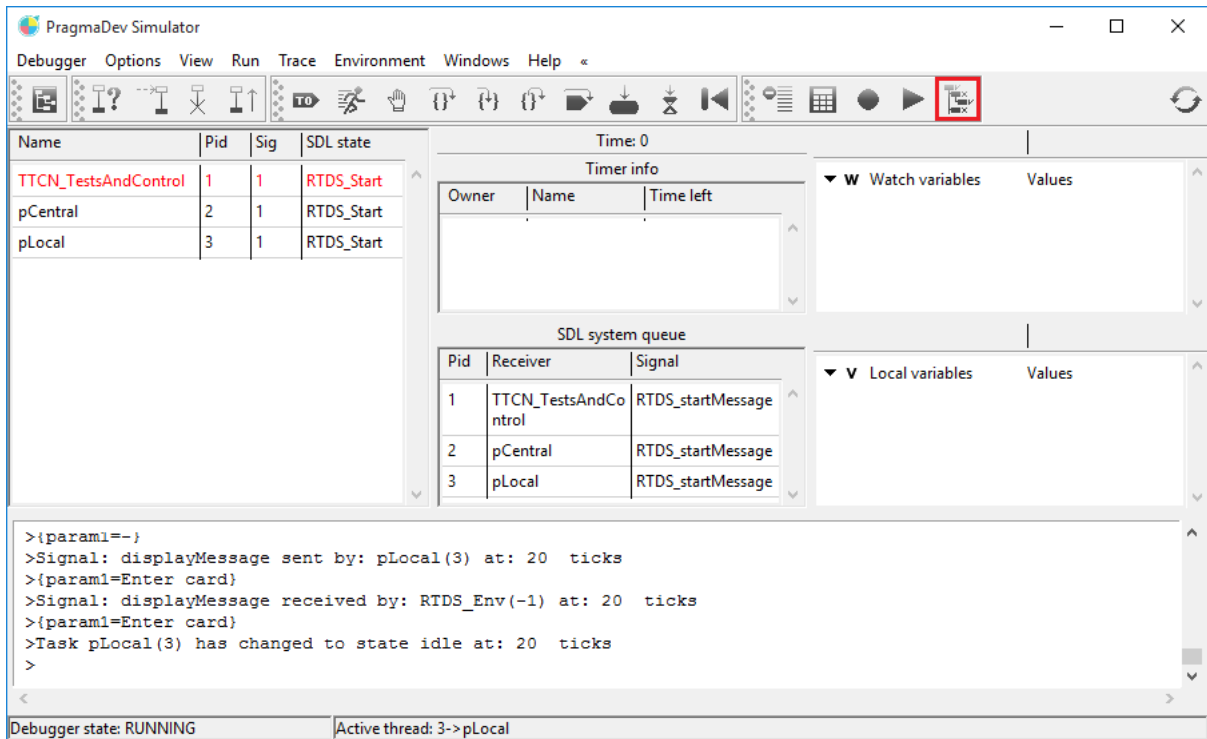 PragmaDev Simulator
Debugger Options View Run Trace Environment Windows Help «
TO
Name Pid Sig SDL state
TTCN_TestsAndControl 1 1 RTDS_Start
pCentral 2 1 RTDS_Start
pLocal 3 1 RTDS_Start
Time: 0
Timer info
Owner Name Time left
SDL system queue
Pid Receiver Signal
1 TTCN_TestsAndCo RTDS_startMessage
ntrol
2 pCentral RTDS_startMessage
3 pLocal RTDS_startMessage
W Watch variables Values
V Local variables Values
>{param1=-}
>Signal: displayMessage sent by: pLocal(3) at: 20 ticks
>{param1=Enter card}
>Signal: displayMessage received by: RTDS_Env(-1) at: 20 ticks
>{param1=Enter card}
>Task pLocal(3) has changed to state idle at: 20 ticks
>
Debugger state: RUNNING Active thread: 3->pLocal